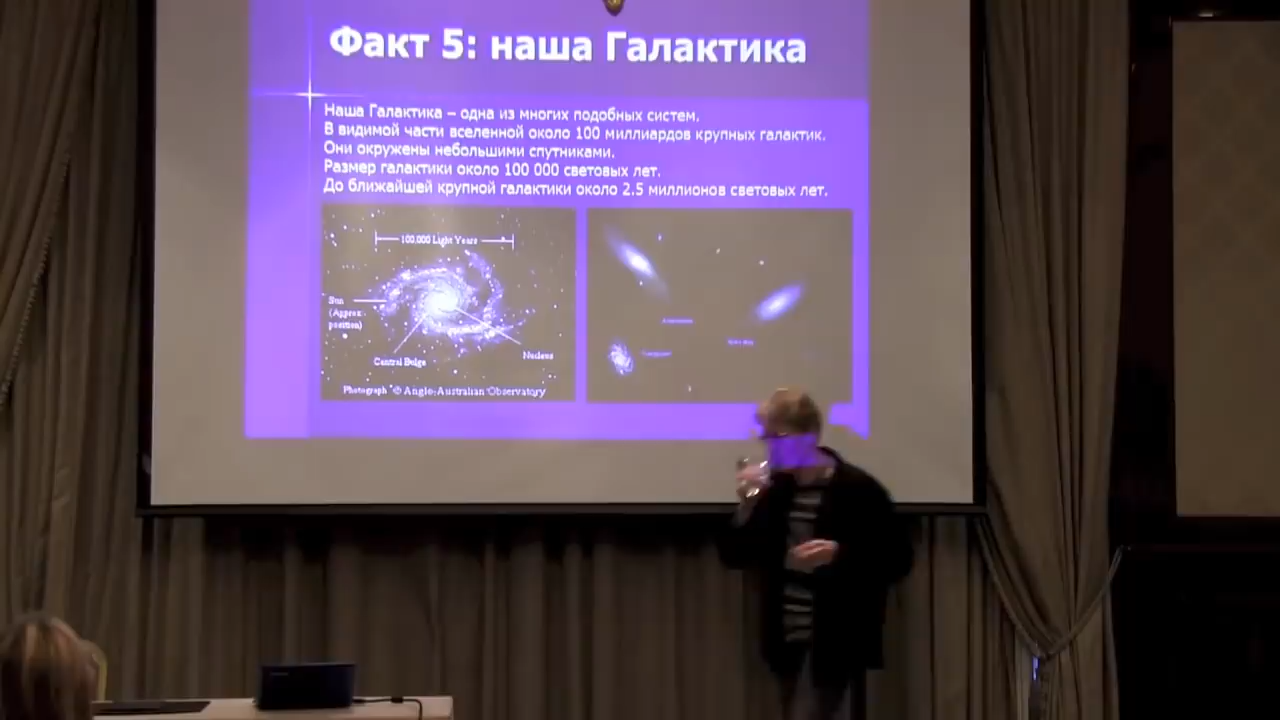 Факт 5: наша Галактика
Наша Галактика – одна из многих подобных систем.
В видимой части вселенной около 100 миллиардов крупных галактик.
Они окружены небольшими спутниками.
Размер галактики около 100 000 световых лет.
До ближайшей крупной галактики около 2.5 миллионов световых лет.
100,000 Light Years
Sun
(Approx
position)
Central Bulge
Nucleus
Photograph © Anglo-Australian Observatory